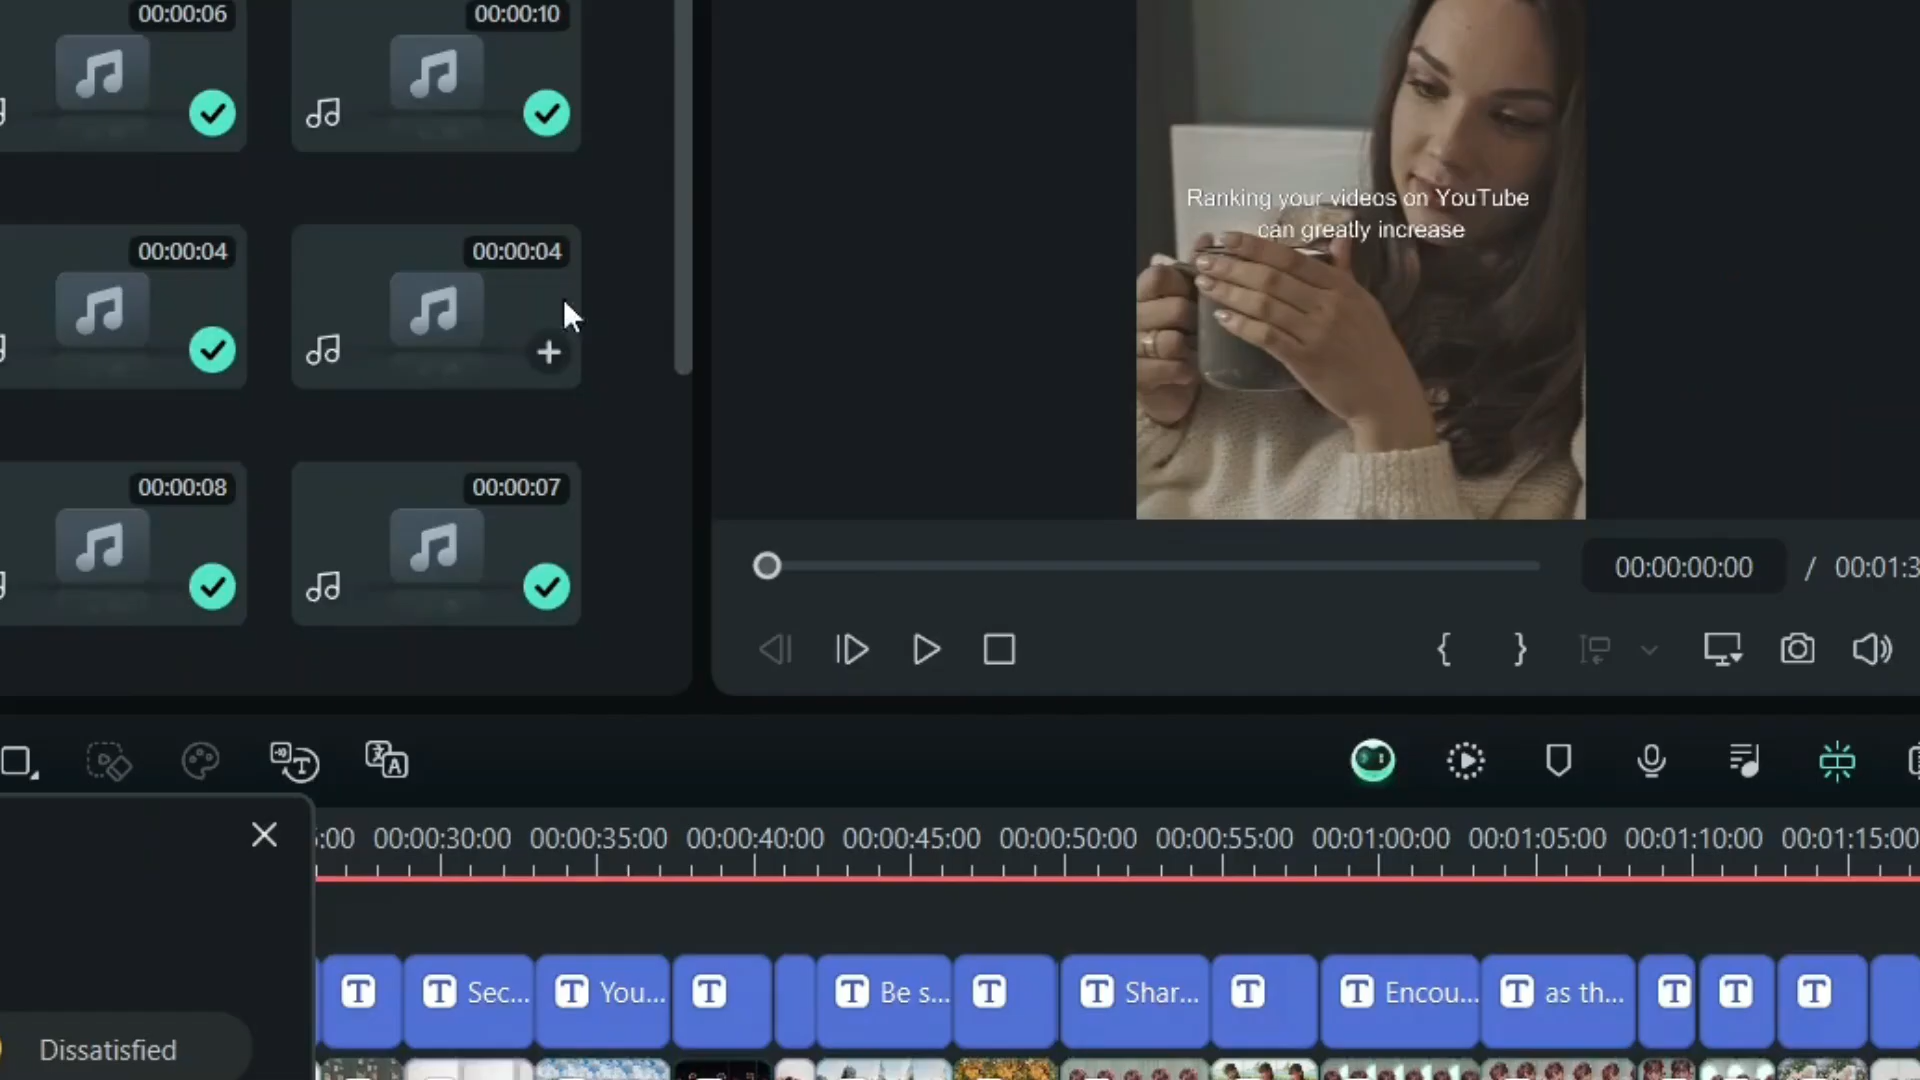 00:00:06
00:00:10
00:00:04
00:00:04
00:00:08
00:00:07
Ranking your videos on YouTube
can greatly increase
00:00:00:00 / 00:01:3
5:00 00:00:30:00 00:00:35:00 00:00:40:00 00:00:45:00 00:00:50:00 00:00:55:00 00:01:00:00 00:01:05:00 00:01:10:00 00:01:15:00
T T Sec... T You... T T Be s... T T Shar... T T Encou... T as th... T T T
Dissatisfied